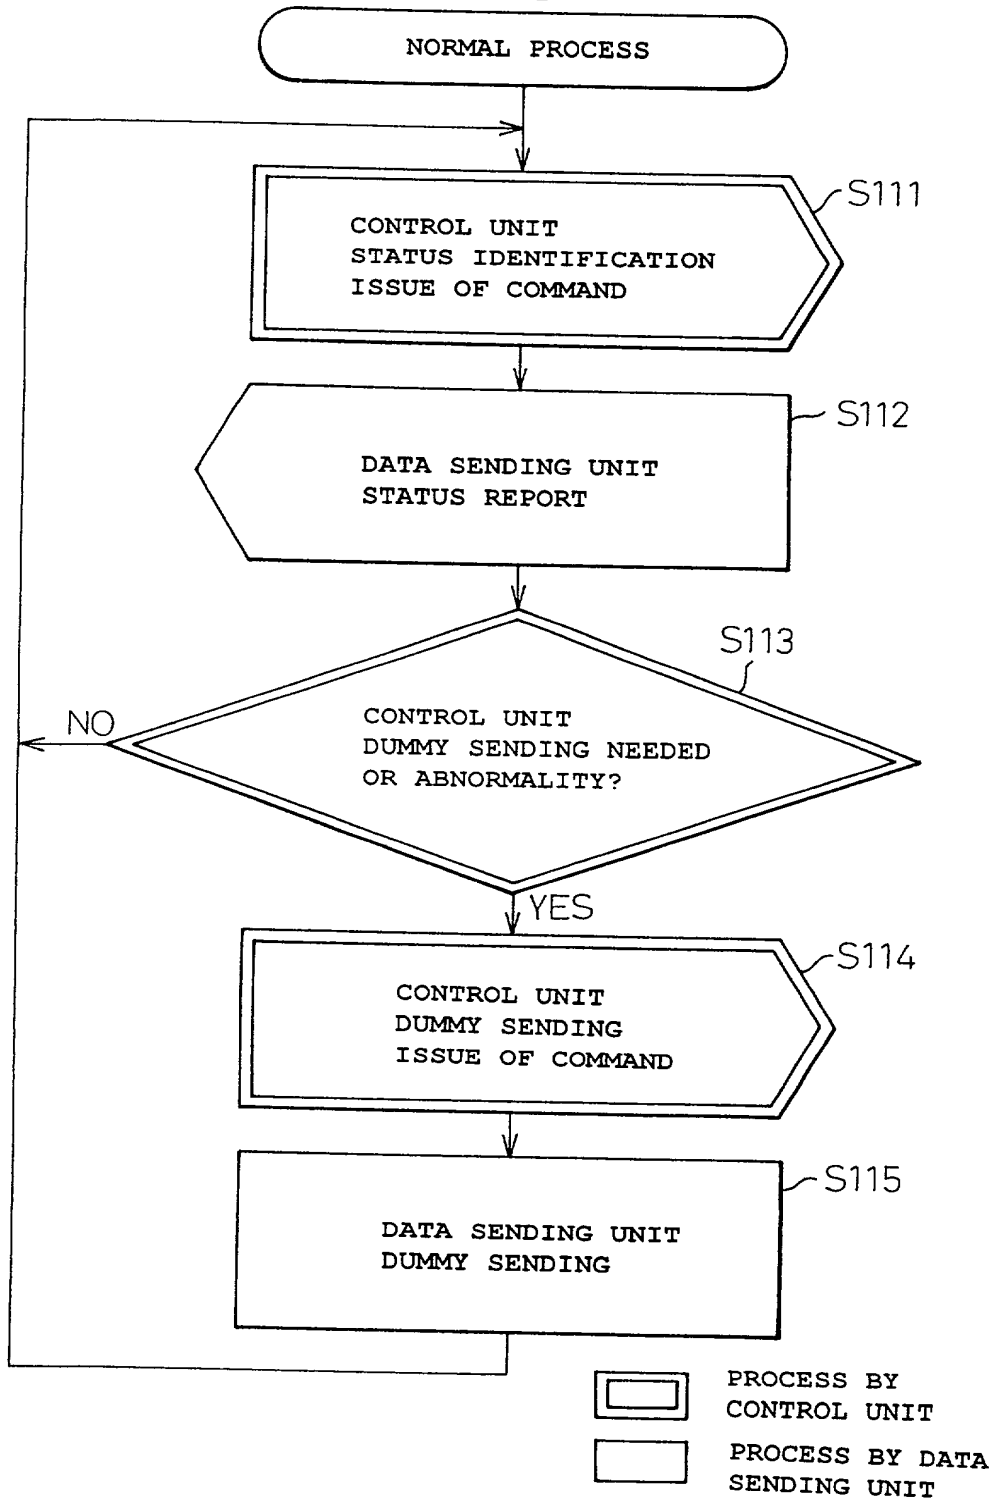 NORMAL PROCESS
S111
CONTROL UNIT
STATUS IDENTIFICATION
ISSUE OF COMMAND
S112
DATA SENDING UNIT
STATUS REPORT
S113
CONTROL UNIT
DUMMY SENDING NEEDED
OR ABNORMALITY?
NO
YES
S114
CONTROL UNIT
DUMMY SENDING
ISSUE OF COMMAND
S115
DATA SENDING UNIT
DUMMY SENDING
PROCESS BY
CONTROL UNIT
PROCESS BY DATA
SENDING UNIT